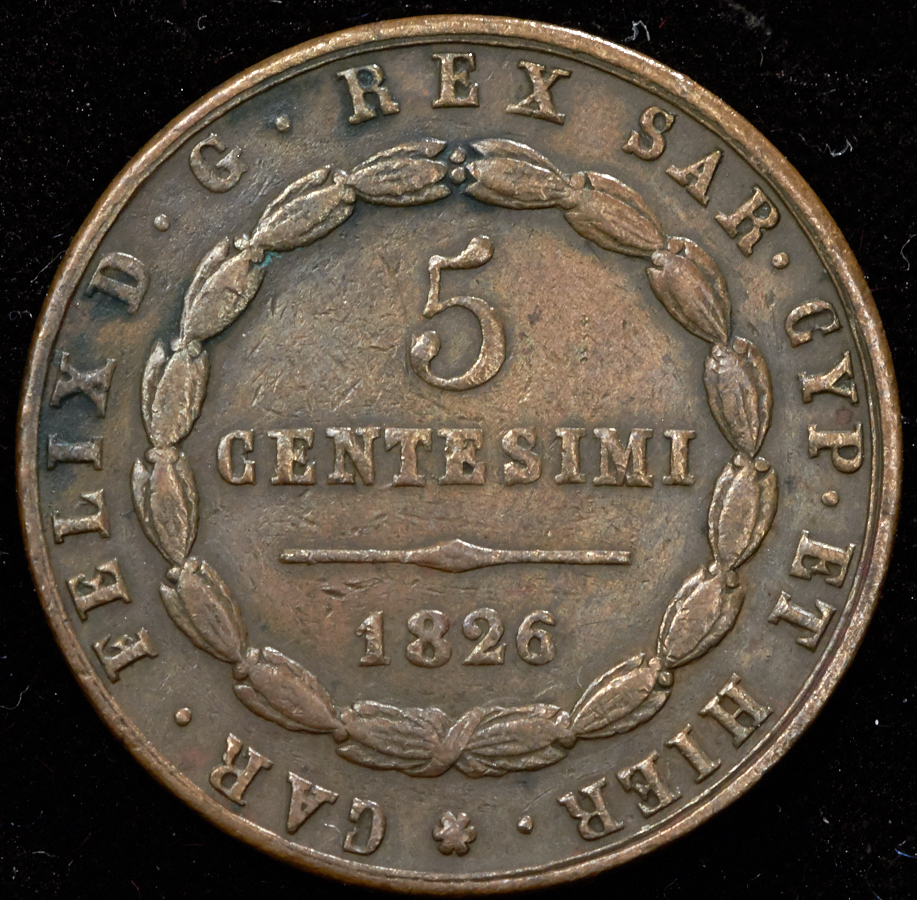 CAR · FELIX D · G · REX SAR · CYP · ET HIER ·
5
CENTESIMI
1826